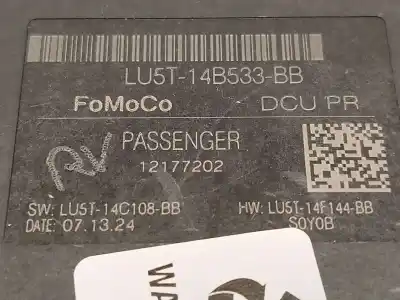 LU5T-14B533-BB
FoMoCo DCU PR
PASSENGER
12177202
SW: LU5T-14C108-BB HW: LU5T-14F144-BB
DATE: 07.13.24 S0Y0B
WA